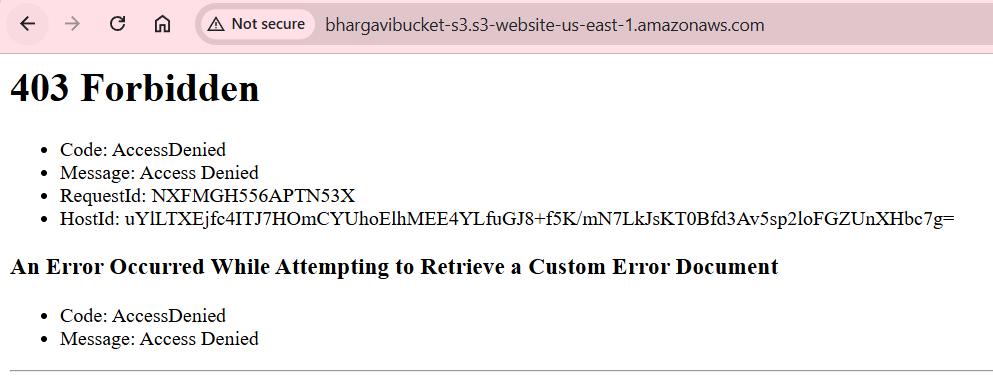 Not secure bhargavibucket-s3.s3-website-us-east-1.amazonaws.com
403 Forbidden
• Code: AccessDenied
• Message: Access Denied
• RequestId: NXFMGH556APTN53X
• HostId: uYlLTXEjfc4ITJ7HOmCYUhoElhMEE4YLfuGJ8+f5K/mN7LkJsKT0Bfd3Av5sp2loFGZUnXHbc7g=
An Error Occurred While Attempting to Retrieve a Custom Error Document
• Code: AccessDenied
• Message: Access Denied